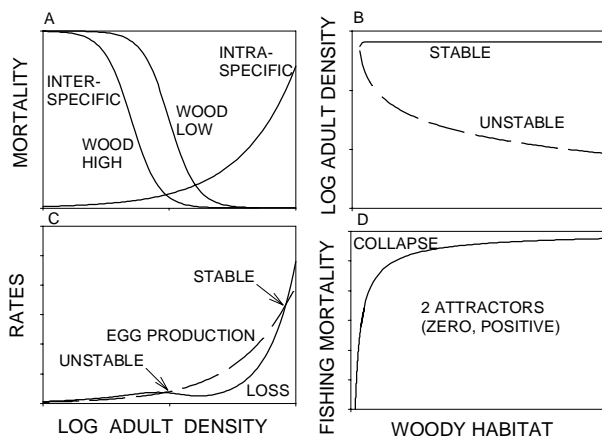 A
MORTALITY
INTER-
SPECIFIC
WOOD
HIGH
WOOD
LOW
INTRA-
SPECIFIC
B
LOG ADULT DENSITY
STABLE
UNSTABLE
C
RATES
STABLE
EGG PRODUCTION
UNSTABLE
LOSS
LOG ADULT DENSITY
D
FISHING MORTALITY
COLLAPSE
2 ATTRACTORS
(ZERO, POSITIVE)
WOODY HABITAT